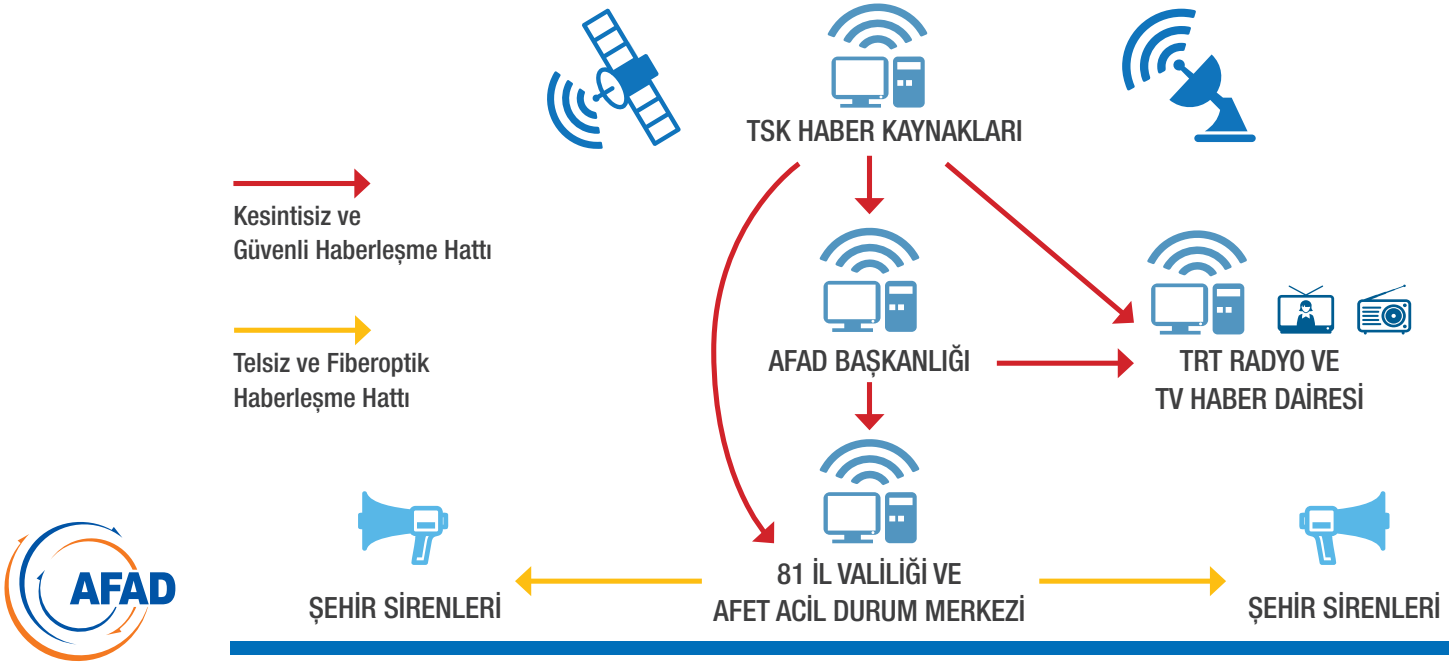 TSK HABER KAYNAKLARI
Kesintisiz ve
Güvenli Haberleşme Hattı
Telsiz ve Fiberoptik
Haberleşme Hattı
AFAD BAŞKANLIĞI
TRT RADYO VE
TV HABER DAİRESİ
81 İL VALİLİĞİ VE
AFET ACİL DURUM MERKEZİ
ŞEHİR SİRENLERİ
ŞEHİR SİRENLERİ
AFAD